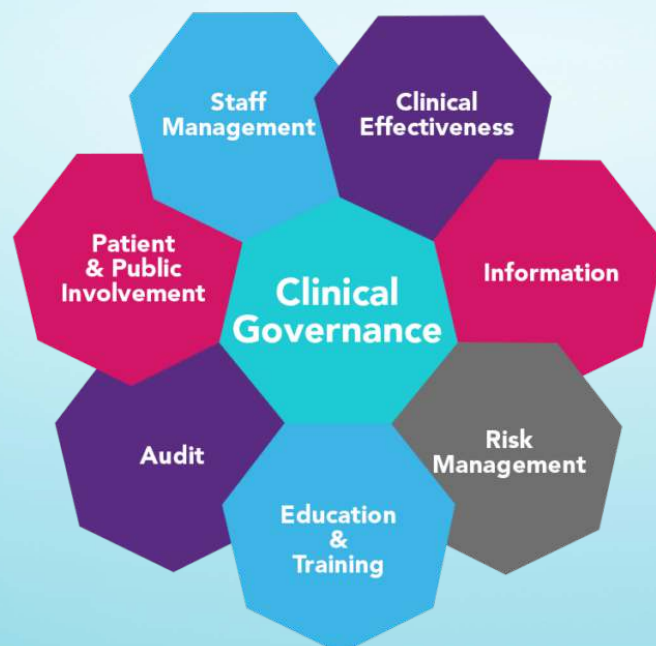 Staff
Management
Clinical
Effectiveness
Patient
& Public
Involvement
Clinical
Governance
Information
Audit
Risk
Management
Education
&
Training